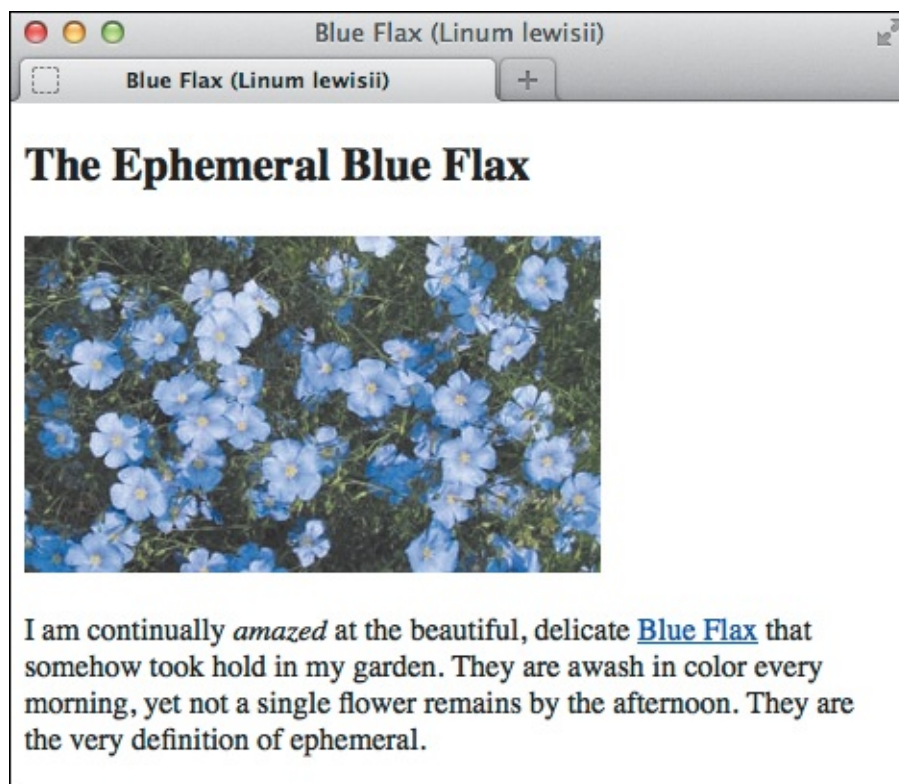 Blue Flax (Linum lewisii)
Blue Flax (Linum lewisii)
The Ephemeral Blue Flax
I am continually amazed at the beautiful, delicate Blue Flax that
somehow took hold in my garden. They are awash in color every
morning, yet not a single flower remains by the afternoon. They are
the very definition of ephemeral.